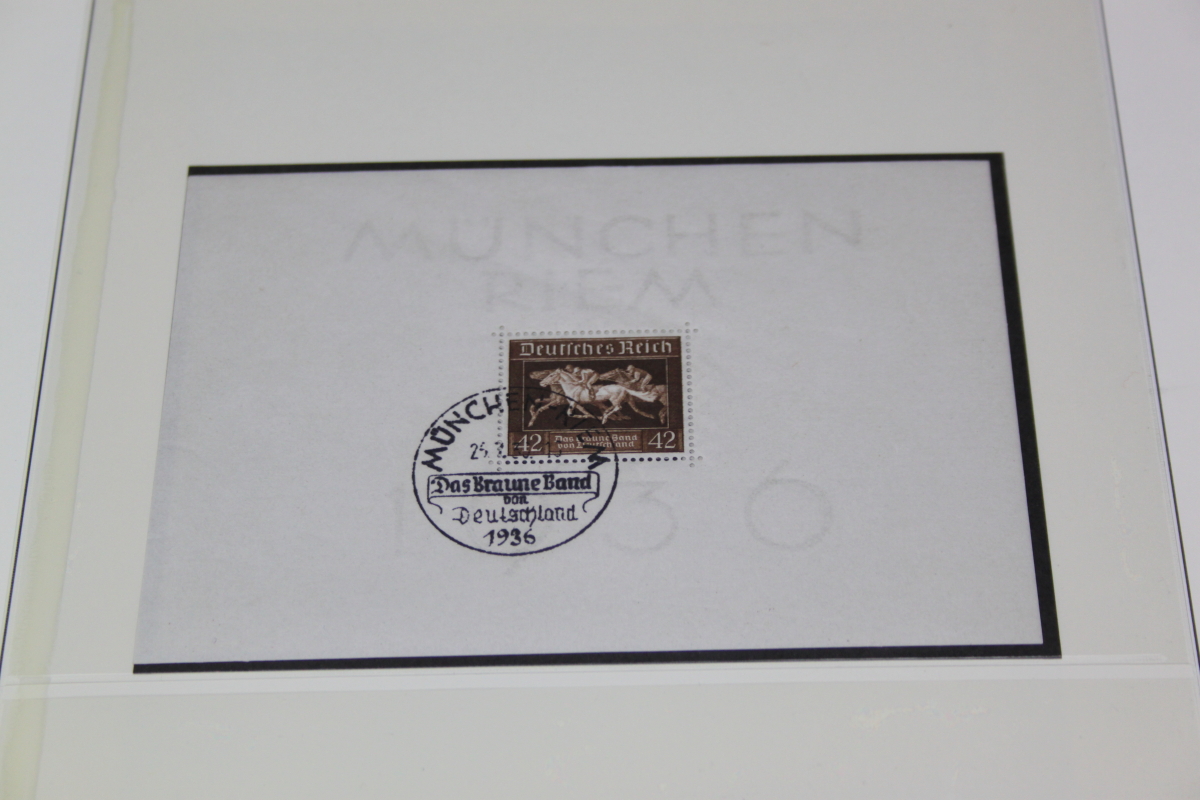 MÜNCHEN
RIEM
Deutsches Reich
42 Das Braune Band 42
von Deutschland
MÜNCHEN-RIEM
Das Braune Band
von
Deutschland
1936
1936